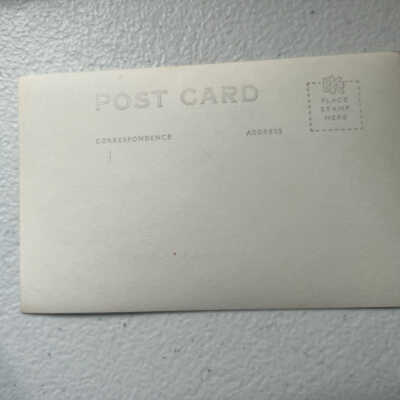 POST CARD
PLACE
STAMP
HERE
CORRESPONDENCE
ADDRESS